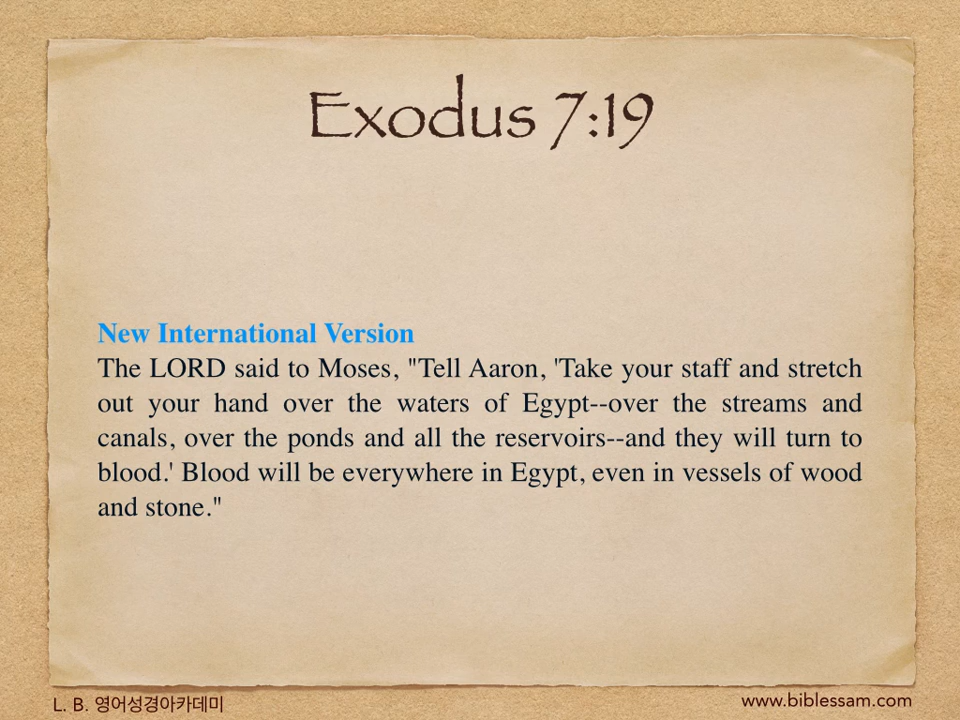 Exodus 7:19
New International Version
The LORD said to Moses, "Tell Aaron, 'Take your staff and stretch
out your hand over the waters of Egypt--over the streams and
canals, over the ponds and all the reservoirs--and they will turn to
blood.' Blood will be everywhere in Egypt, even in vessels of wood
and stone."
L. B. 영어성경아카데미
www.biblessam.com